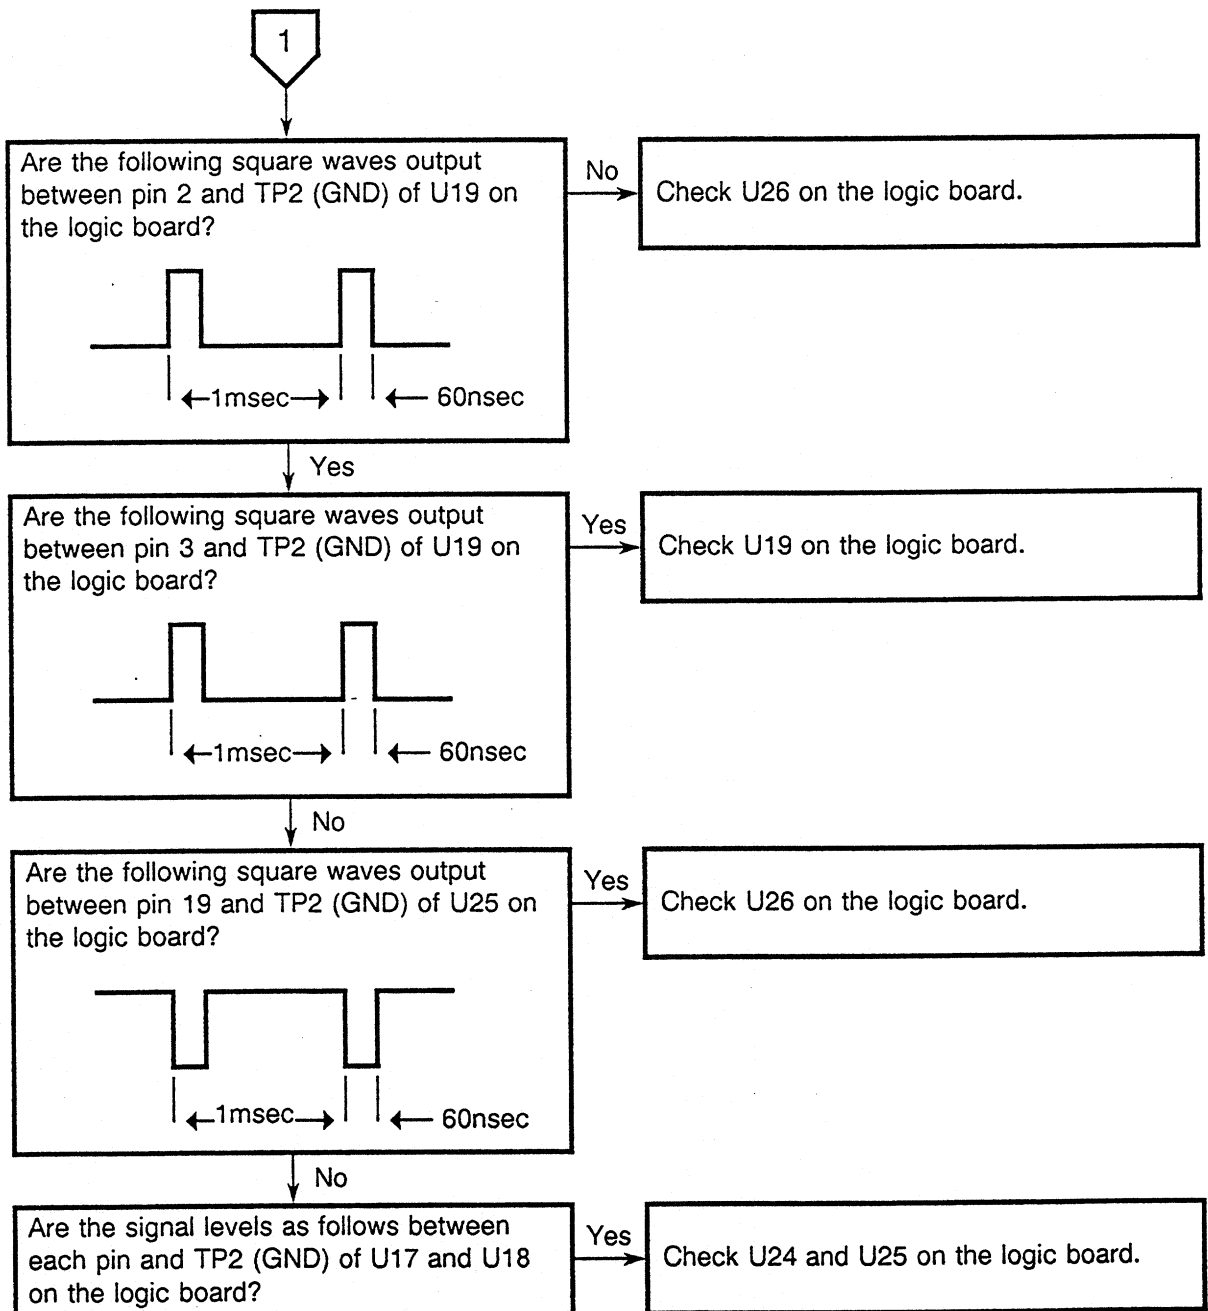 1
Are the following square waves output
between pin 2 and TP2 (GND) of U19 on
the logic board?
1msec
60nsec
No
Check U26 on the logic board.
Yes
Are the following square waves output
between pin 3 and TP2 (GND) of U19 on
the logic board?
1msec
60nsec
Yes
Check U19 on the logic board.
No
Are the following square waves output
between pin 19 and TP2 (GND) of U25 on
the logic board?
1msec
60nsec
Yes
Check U26 on the logic board.
No
Are the signal levels as follows between
each pin and TP2 (GND) of U17 and U18
on the logic board?
Yes
Check U24 and U25 on the logic board.